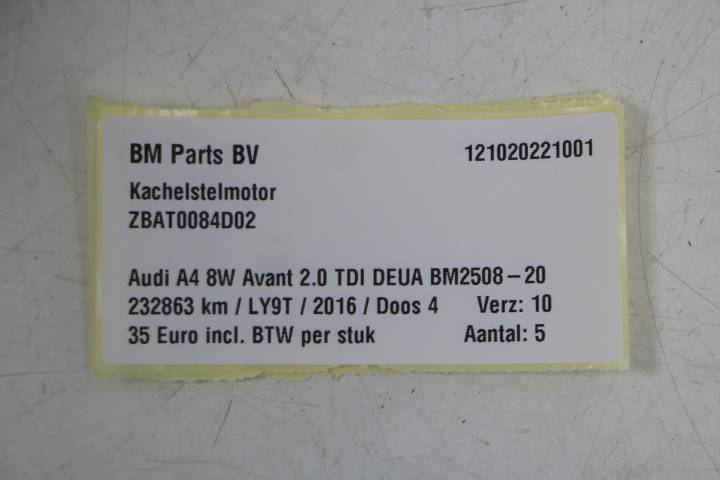 BM Parts BV 121020221001
Kachelstelmotor
ZBAT0084D02
Audi A4 8W Avant 2.0 TDI DEUA BM2508-20
232863 km / LY9T / 2016 / Doos 4 Verz: 10
35 Euro incl. BTW per stuk Aantal: 5